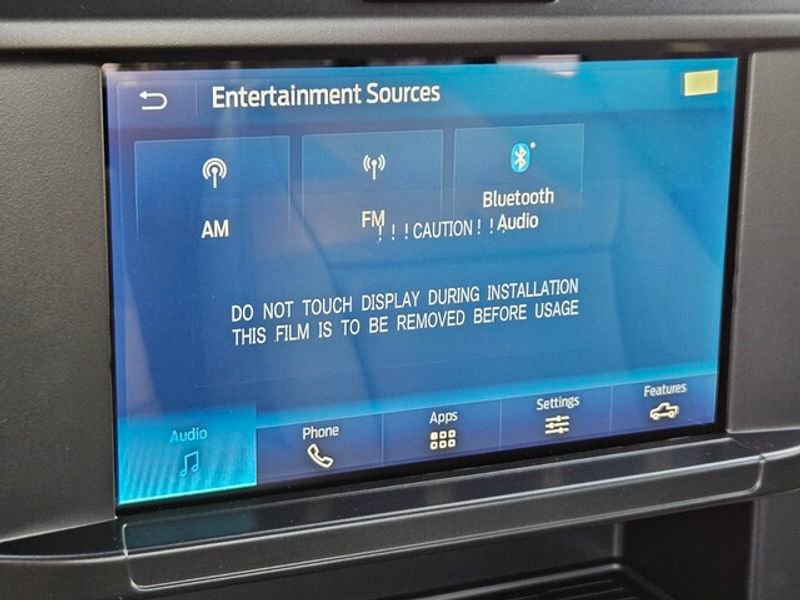 Entertainment Sources
AM
FM
Bluetooth
Audio
! ! ! CAUTION ! ! !
DO NOT TOUCH DISPLAY DURING INSTALLATION
THIS FILM IS TO BE REMOVED BEFORE USAGE
Audio
Phone
Apps
Settings
Features